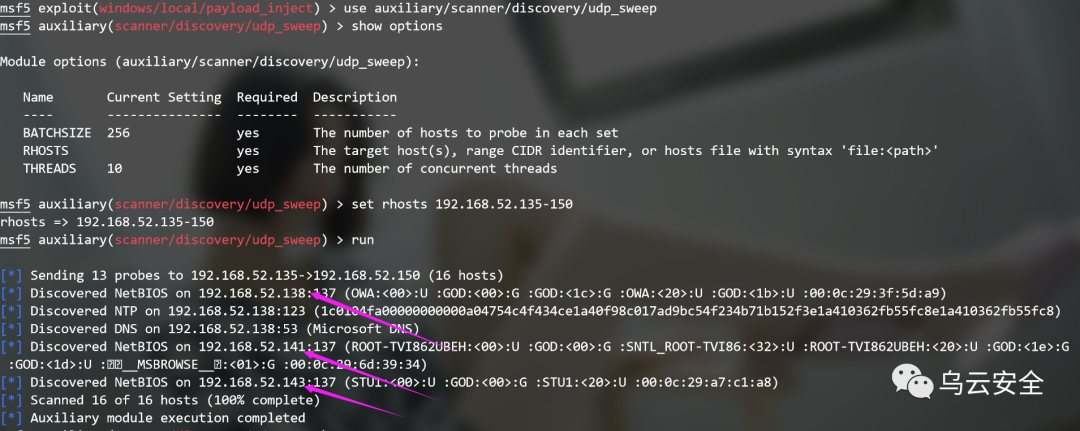 msf5 exploit(windows/local/payload_inject) > use auxiliary/scanner/discovery/udp_sweep
msf5 auxiliary(scanner/discovery/udp_sweep) > show options
Module options (auxiliary/scanner/discovery/udp_sweep):
Name Current Setting Required Description
---- --------------- -------- -----------
BATCHSIZE 256 yes The number of hosts to probe in each set
RHOSTS yes The target host(s), range CIDR identifier, or hosts file with syntax 'file:<path>'
THREADS 10 yes The number of concurrent threads
msf5 auxiliary(scanner/discovery/udp_sweep) > set rhosts 192.168.52.135-150
rhosts => 192.168.52.135-150
msf5 auxiliary(scanner/discovery/udp_sweep) > run
[*] Sending 13 probes to 192.168.52.135->192.168.52.150 (16 hosts)
[*] Discovered NetBIOS on 192.168.52.138:137 (OWA:<00>:U :GOD:<00>:G :GOD:<1c>:G :OWA:<20>:U :GOD:<1b>:U :00:0c:29:3f:5d:a9)
[*] Discovered NTP on 192.168.52.138:123
[*] Discovered DNS on 192.168.52.138:53 (Microsoft DNS)
[*] Discovered NetBIOS on 192.168.52.141:137 (ROOT-TVI862UBEH:<00>:U :GOD:<00>:G :SNTL_ROOT-TVI86:<32>:U :ROOT-TVI862UBEH:<20>:U :GOD:<1e>:G
:GOD:<1d>:U :__MSBROWSE__:<01>:G :00:0c:29:6d:39:34)
[*] Discovered NetBIOS on 192.168.52.143:137 (STU1:<00>:U :GOD:<00>:G :STU1:<20>:U :00:0c:29:a7:c1:a8)
[*] Scanned 16 of 16 hosts (100% complete)
[*] Auxiliary module execution completed
乌云安全